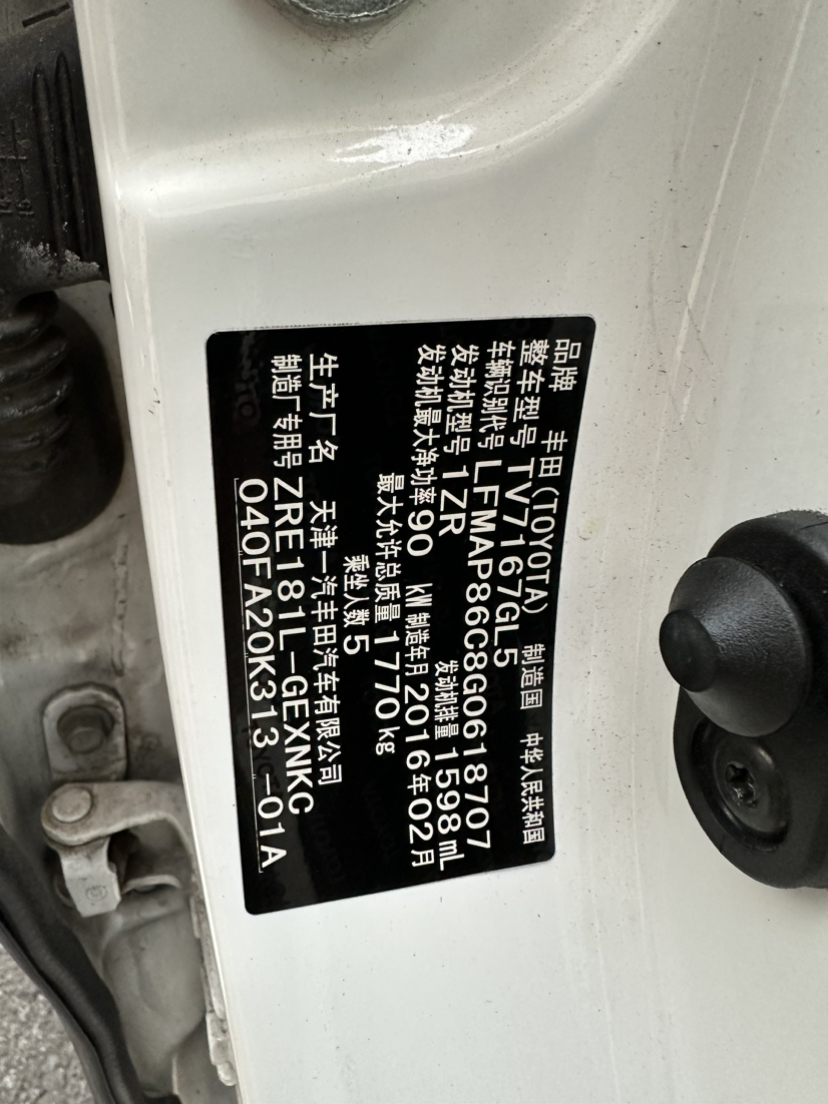 品牌 丰田(TOYOTA) 制造国 中华人民共和国
整车型号 TV7167GL5
车辆识别代号 LFMAP86C8G0618707
发动机型号 1ZR 发动机排量 1598 mL
发动机最大净功率 90 kW 制造年月 2016年02月
最大允许总质量 1770 kg
乘坐人数 5
生产厂名 天津一汽丰田汽车有限公司
制造厂专用号 ZRE181L-GEXNKC
040FA20K313 -01A